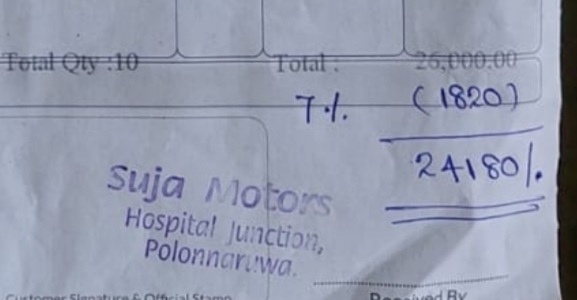 Total Qty :10 Total : 26,000.00
7 ·/. (1820)
24180/.
Suja Motors
Hospital Junction,
Polonnaruwa.
Customer Signature & Official Stamp
Received By